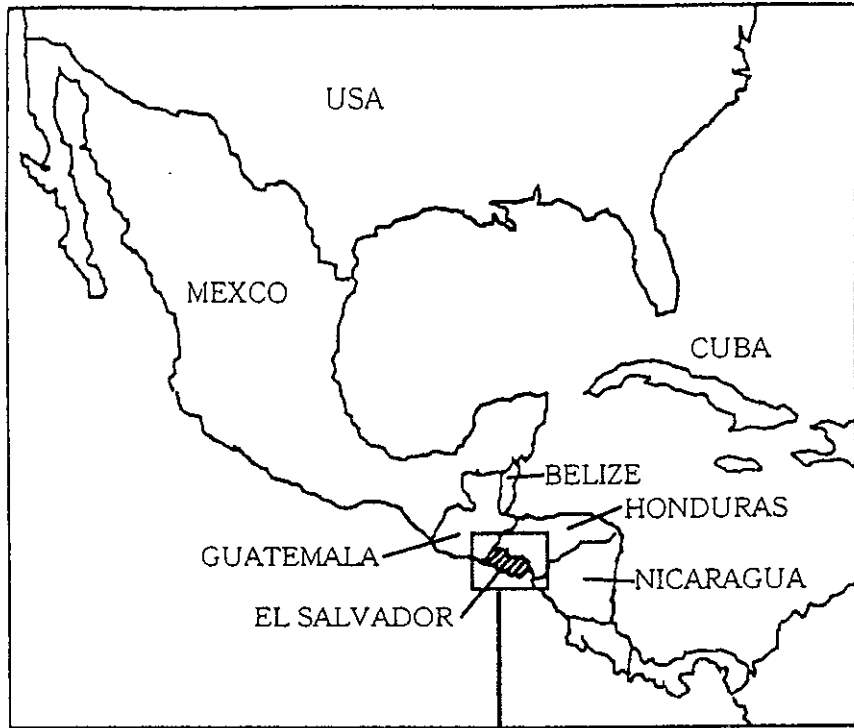 USA
MEXCO
CUBA
BELIZE
HONDURAS
GUATEMALA
NICARAGUA
EL SALVADOR